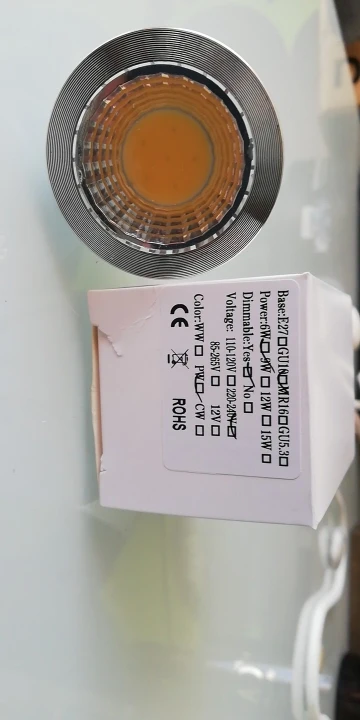 Base:E27□GU10☑MR16□GU5.3□
Power:6W☑9W□ 12W□ 15W□
Dimmable:Yes☑ No □
Voltage: 110-120V □ 220-240V☑
85-265V □ 12V □
Color:WW □ PW☑ CW □
CE ROHS